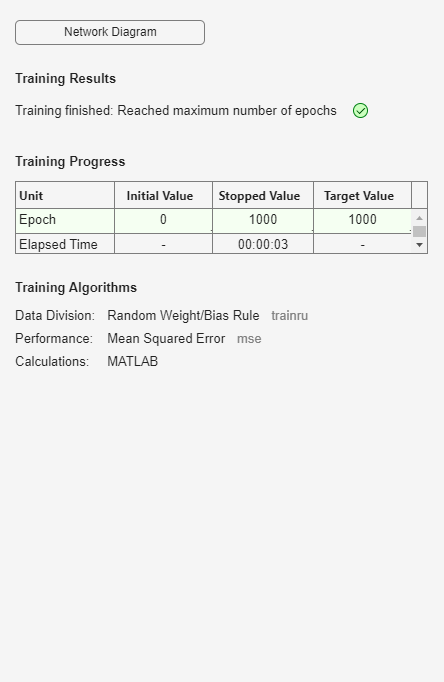 Network Diagram
Training Results
Training finished: Reached maximum number of epochs
Training Progress
Unit Initial Value Stopped Value Target Value
Epoch 0 1000 1000
Elapsed Time - 00:00:03 -
Training Algorithms
Data Division: Random Weight/Bias Rule trainru
Performance: Mean Squared Error mse
Calculations: MATLAB